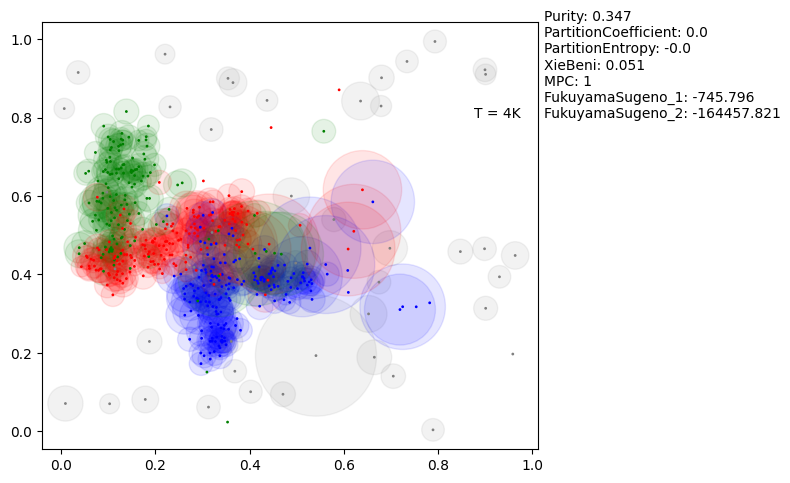 Purity: 0.347
PartitionCoefficient: 0.0
PartitionEntropy: -0.0
XieBeni: 0.051
MPC: 1
FukuyamaSugeno_1: -745.796
FukuyamaSugeno_2: -164457.821
T = 4K
1.0
0.8
0.6
0.4
0.2
0.0
0.0 0.2 0.4 0.6 0.8 1.0